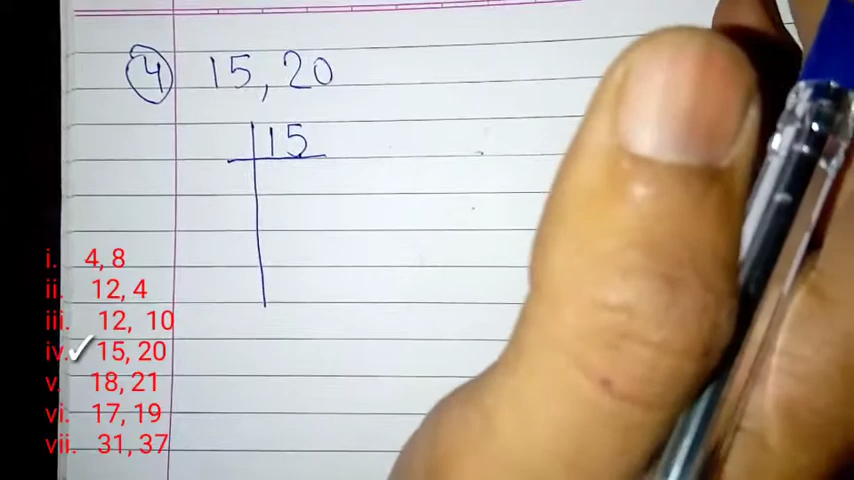 4 15, 20
15
i. 4, 8
ii. 12, 4
iii. 12, 10
iv. 15, 20
v. 18, 21
vi. 17, 19
vii. 31, 37